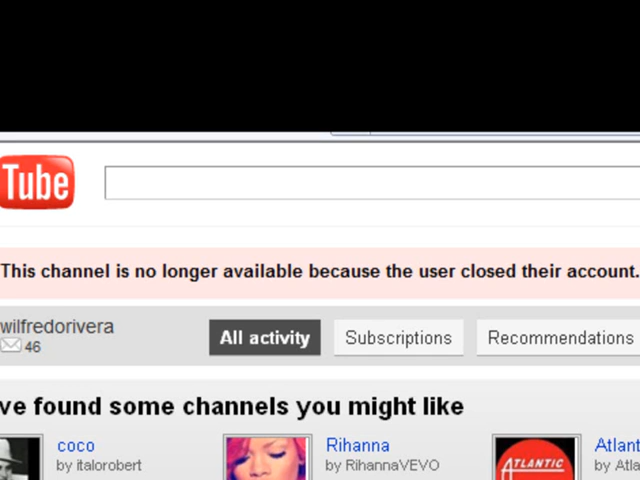 Tube
This channel is no longer available because the user closed their account.
wilfredorivera
46
All activity Subscriptions Recommendations
ve found some channels you might like
coco
by italorobert
Rihanna
by RihannaVEVO
ATLANTIC
Atlant
by Atla